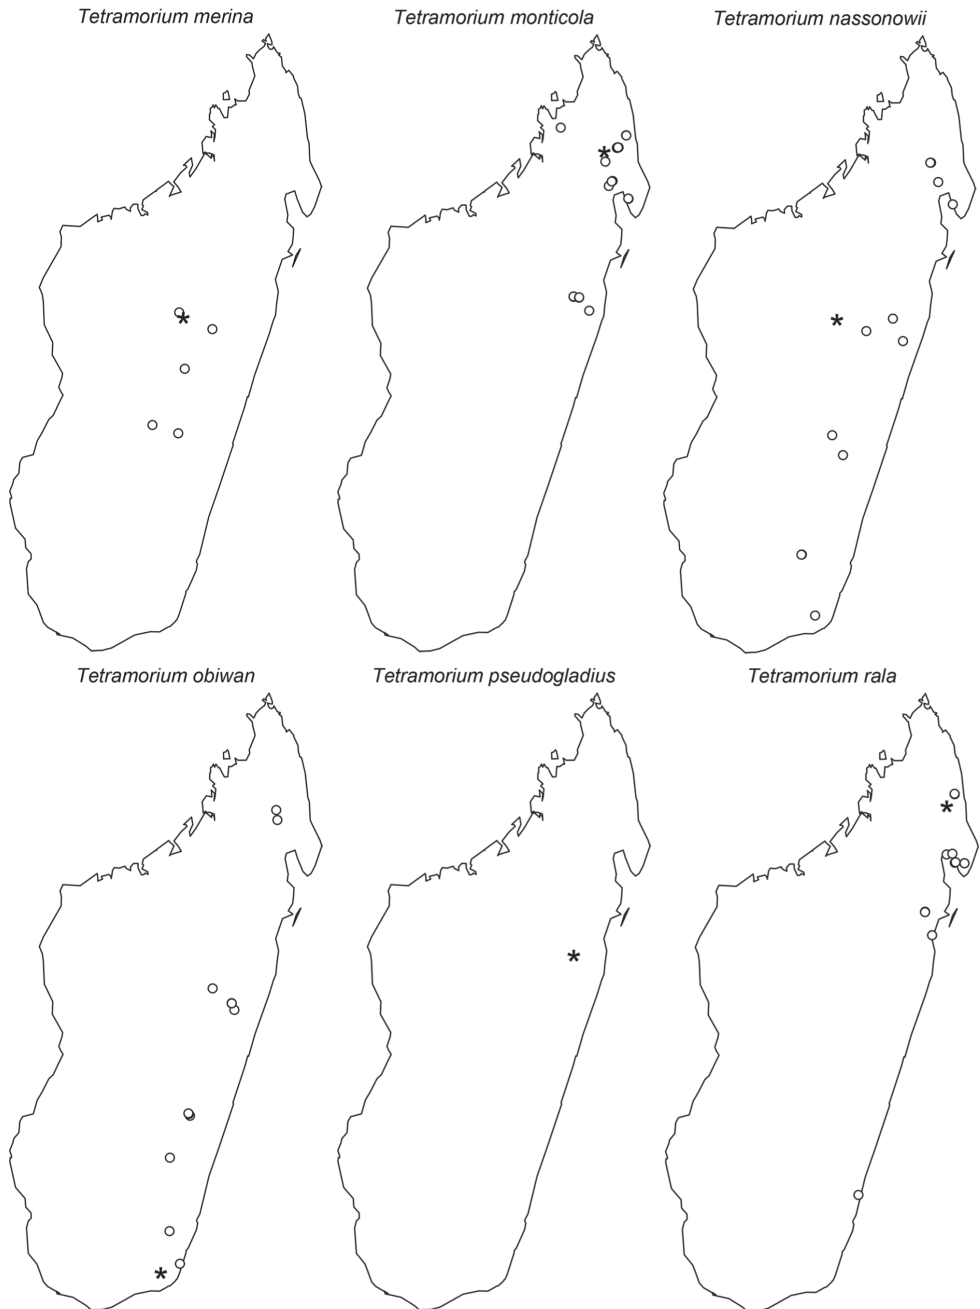 Tetramorium merina
Tetramorium monticola
Tetramorium nassonowii
Tetramorium obiwan
Tetramorium pseudogladius
Tetramorium rala